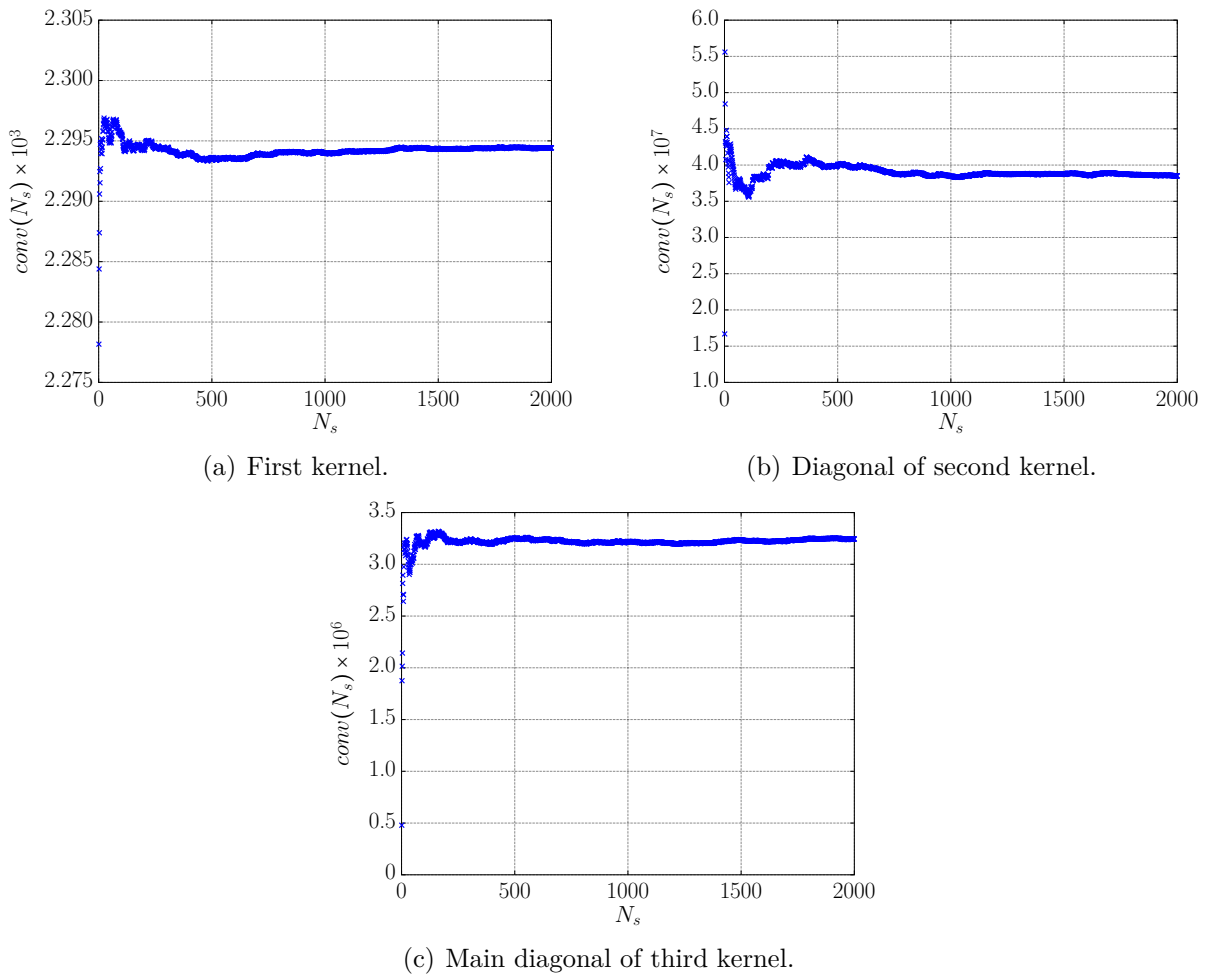 2.305
2.300
2.295
2.290
2.285
2.280
2.275
conv(N_s) × 10^3
0 500 1000 1500 2000
N_s
(a) First kernel.
6.0
5.5
5.0
4.5
4.0
3.5
3.0
2.5
2.0
1.5
1.0
conv(N_s) × 10^7
0 500 1000 1500 2000
N_s
(b) Diagonal of second kernel.
3.5
3.0
2.5
2.0
1.5
1.0
0.5
0
conv(N_s) × 10^6
0 500 1000 1500 2000
N_s
(c) Main diagonal of third kernel.